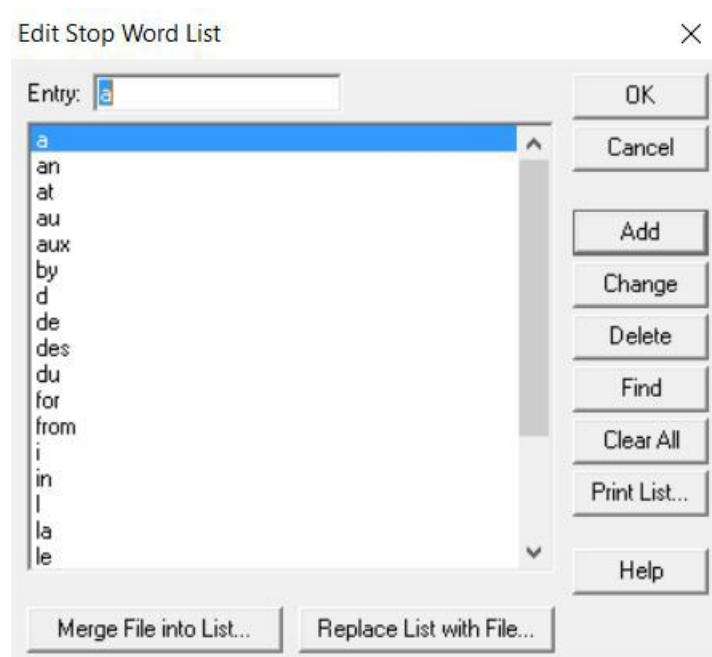 Edit Stop Word List
Entry: a
OK
Cancel
Add
Change
Delete
Find
Clear All
Print List...
Help
a
an
at
au
aux
by
d
de
des
du
for
from
i
in
l
la
le
Merge File into List...
Replace List with File...